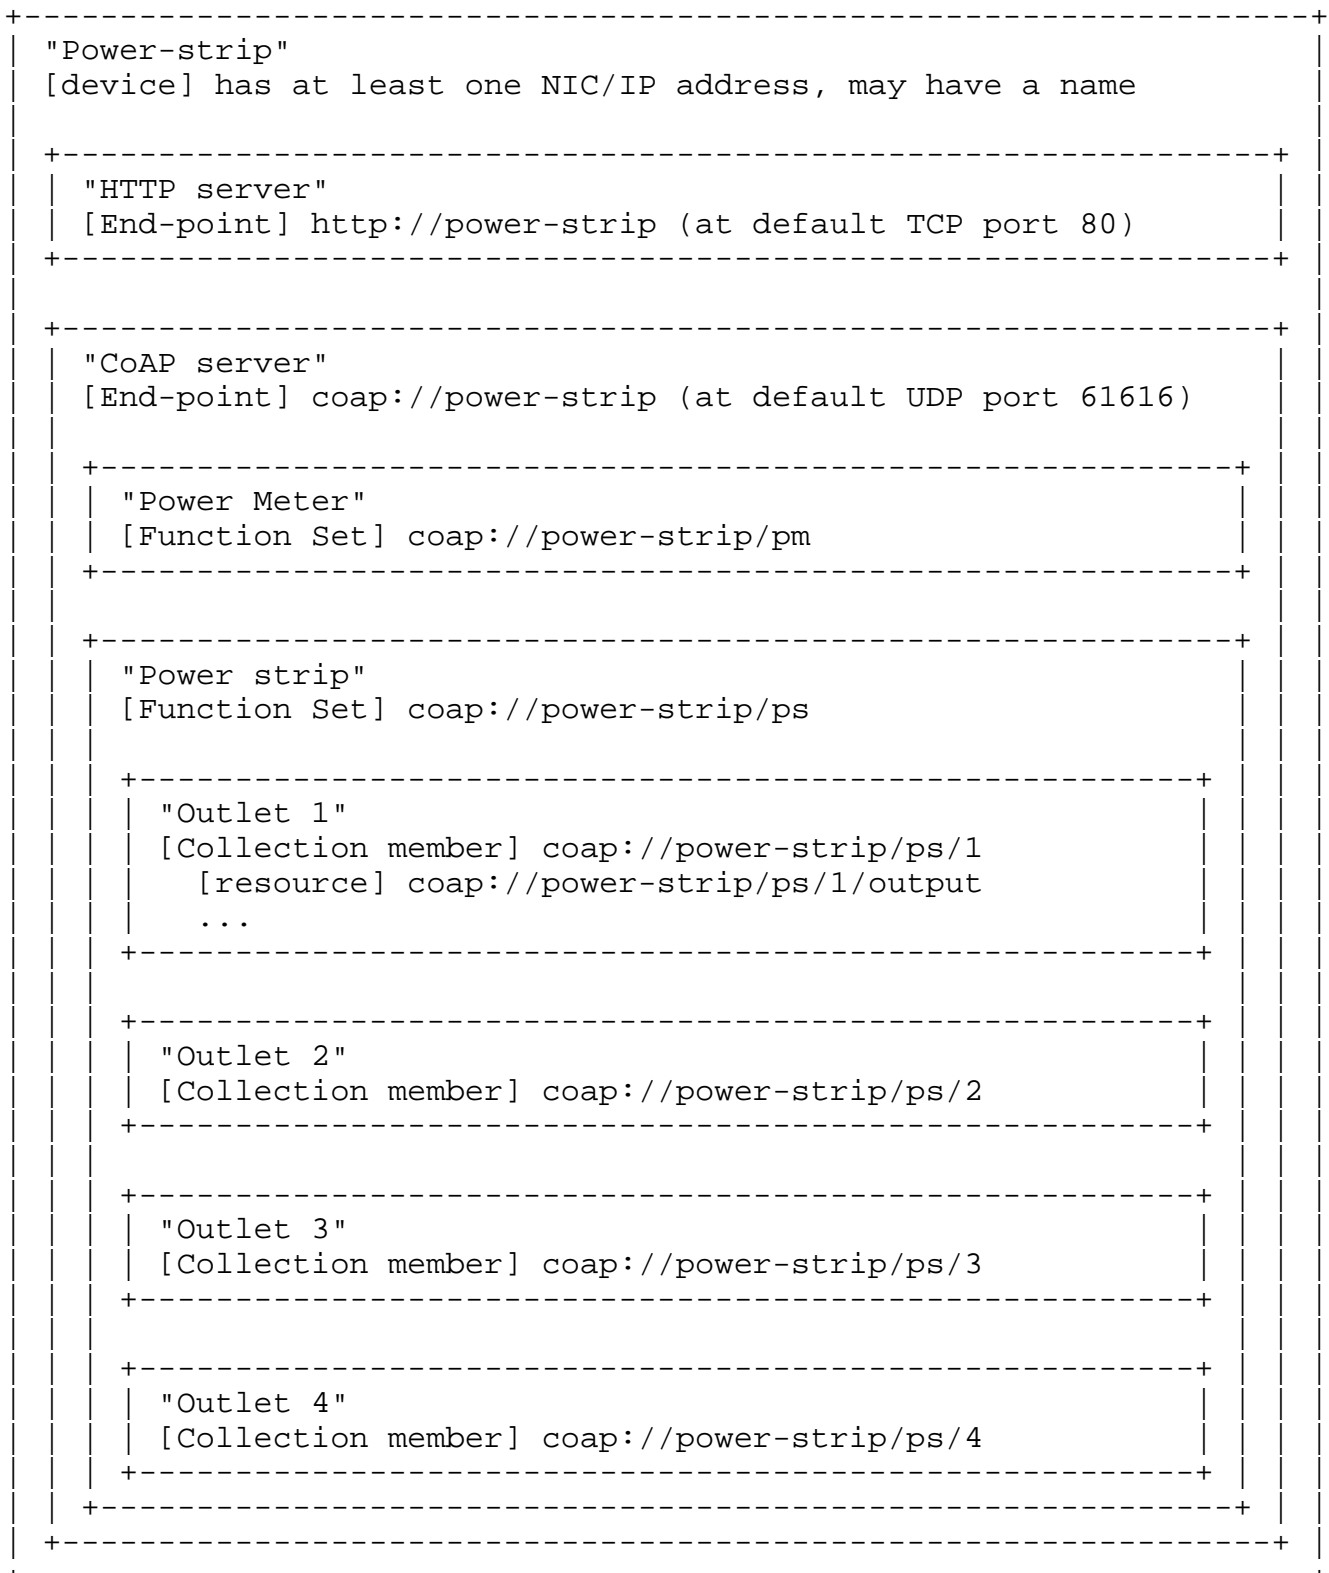 "Power-strip"
[device] has at least one NIC/IP address, may have a name
"HTTP server"
[End-point] http://power-strip (at default TCP port 80)
"CoAP server"
[End-point] coap://power-strip (at default UDP port 61616)
"Power Meter"
[Function Set] coap://power-strip/pm
"Power strip"
[Function Set] coap://power-strip/ps
"Outlet 1"
[Collection member] coap://power-strip/ps/1
[resource] coap://power-strip/ps/1/output
...
"Outlet 2"
[Collection member] coap://power-strip/ps/2
"Outlet 3"
[Collection member] coap://power-strip/ps/3
"Outlet 4"
[Collection member] coap://power-strip/ps/4